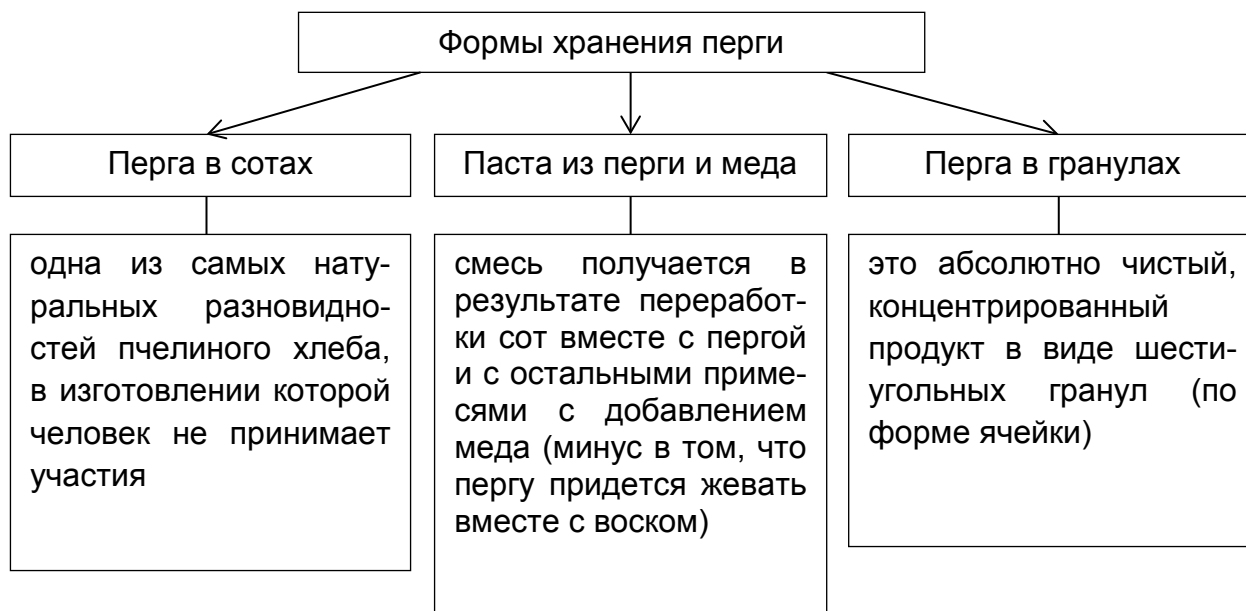 Формы хранения перги
Перга в сотах
Паста из перги и меда
Перга в гранулах
одна из самых нату-
ральных разновидно-
стей пчелиного хлеба,
в изготовлении которой
человек не принимает
участия
смесь получается в
результате переработ-
ки сот вместе с пергой
и с остальными приме-
сями с добавлением
меда (минус в том, что
пергу придется жевать
вместе с воском)
это абсолютно чистый,
концентрированный
продукт в виде шести-
угольных гранул (по
форме ячейки)